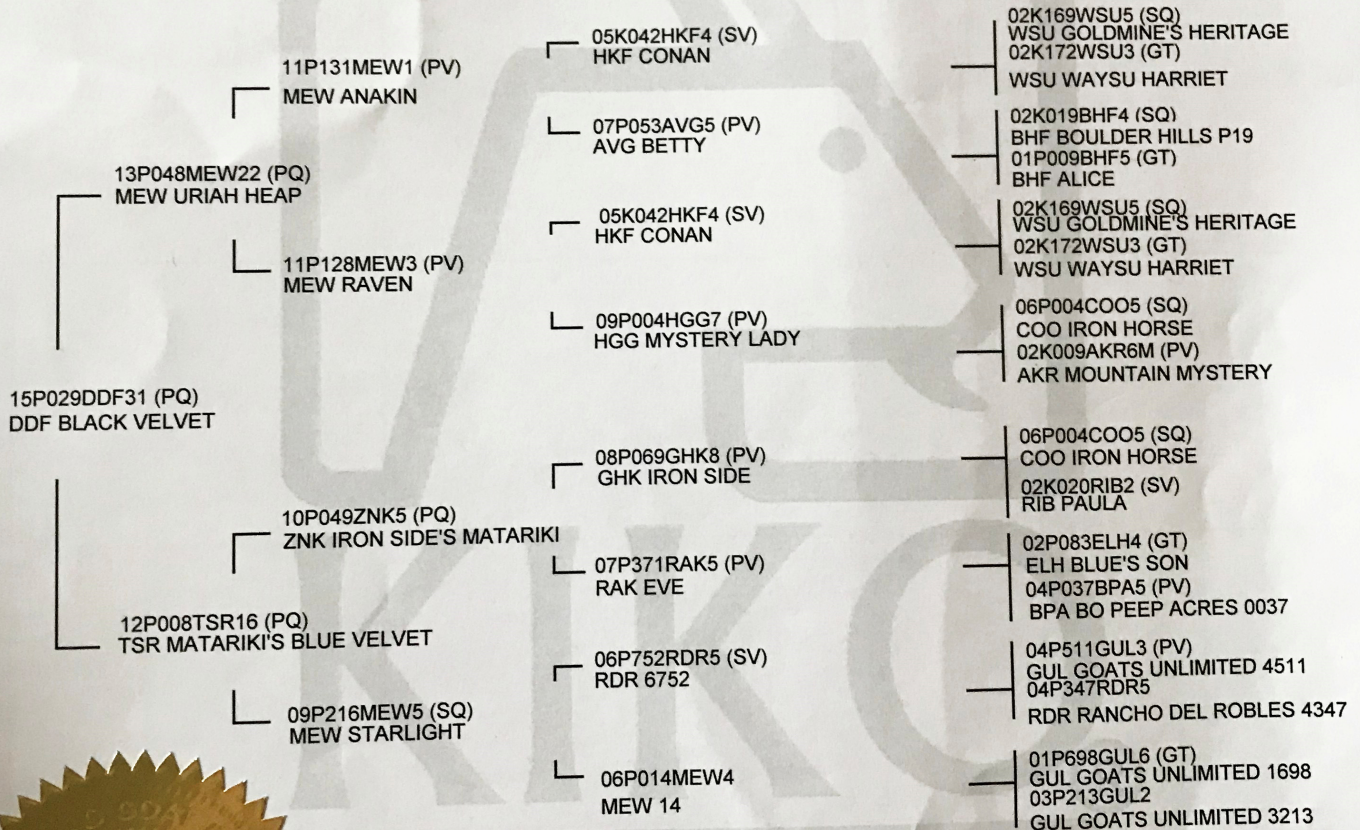 15P029DDF31 (PQ)
DDF BLACK VELVET
13P048MEW22 (PQ)
MEW URIAH HEAP
12P008TSR16 (PQ)
TSR MATARIKI'S BLUE VELVET
11P131MEW1 (PV)
MEW ANAKIN
11P128MEW3 (PV)
MEW RAVEN
10P049ZNK5 (PQ)
ZNK IRON SIDE'S MATARIKI
09P216MEW5 (SQ)
MEW STARLIGHT
05K042HKF4 (SV)
HKF CONAN
07P053AVG5 (PV)
AVG BETTY
05K042HKF4 (SV)
HKF CONAN
09P004HGG7 (PV)
HGG MYSTERY LADY
08P069GHK8 (PV)
GHK IRON SIDE
07P371RAK5 (PV)
RAK EVE
06P752RDR5 (SV)
RDR 6752
06P014MEW4
MEW 14
02K169WSU5 (SQ)
WSU GOLDMINE'S HERITAGE
02K172WSU3 (GT)
WSU WAYSU HARRIET
02K019BHF4 (SQ)
BHF BOULDER HILLS P19
01P009BHF5 (GT)
BHF ALICE
02K169WSU5 (SQ)
WSU GOLDMINE'S HERITAGE
02K172WSU3 (GT)
WSU WAYSU HARRIET
06P004COO5 (SQ)
COO IRON HORSE
02K009AKR6M (PV)
AKR MOUNTAIN MYSTERY
06P004COO5 (SQ)
COO IRON HORSE
02K020RIB2 (SV)
RIB PAULA
02P083ELH4 (GT)
ELH BLUE'S SON
04P037BPA5 (PV)
BPA BO PEEP ACRES 0037
04P511GUL3 (PV)
GUL GOATS UNLIMITED 4511
04P347RDR5
RDR RANCHO DEL ROBLES 4347
01P698GUL6 (GT)
GUL GOATS UNLIMITED 1698
03P213GUL2
GUL GOATS UNLIMITED 3213
KIKO